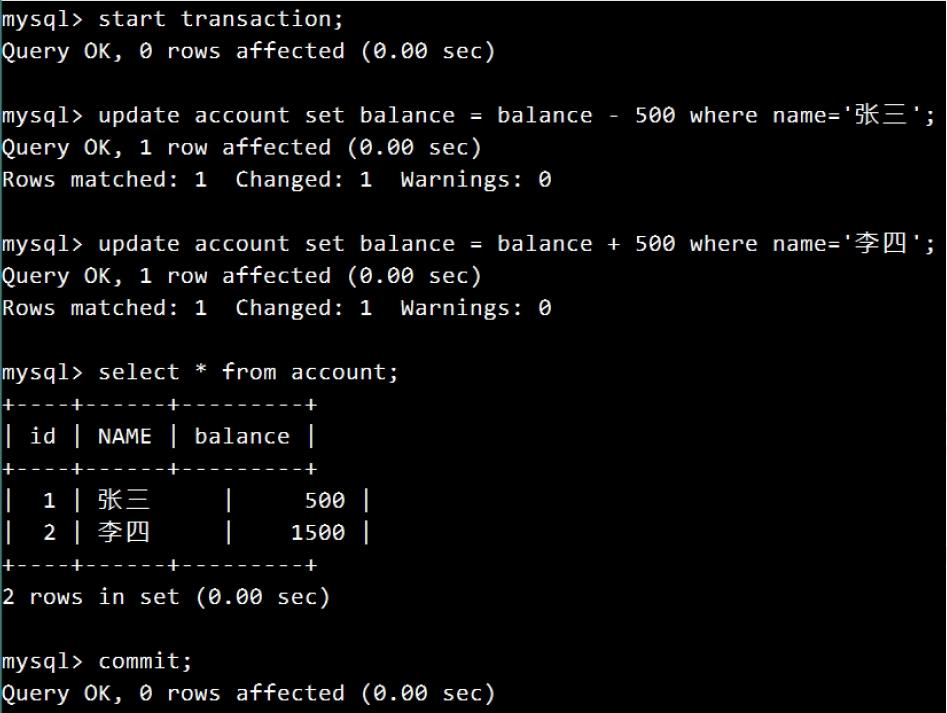 mysql> start transaction;
Query OK, 0 rows affected (0.00 sec)
mysql> update account set balance = balance - 500 where name='张三';
Query OK, 1 row affected (0.00 sec)
Rows matched: 1  Changed: 1  Warnings: 0
mysql> update account set balance = balance + 500 where name='李四';
Query OK, 1 row affected (0.00 sec)
Rows matched: 1  Changed: 1  Warnings: 0
mysql> select * from account;
+----+------+---------+
| id | NAME | balance |
+----+------+---------+
|  1 | 张三     |     500 |
|  2 | 李四     |    1500 |
+----+------+---------+
2 rows in set (0.00 sec)
mysql> commit;
Query OK, 0 rows affected (0.00 sec)